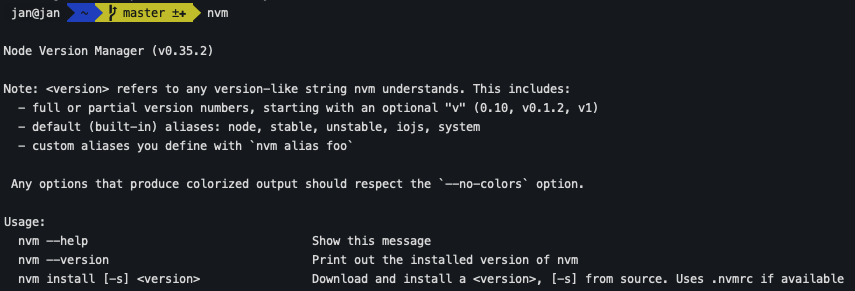 jan@jan ~ master ±+ nvm
Node Version Manager (v0.35.2)
Note: <version> refers to any version-like string nvm understands. This includes:
- full or partial version numbers, starting with an optional "v" (0.10, v0.1.2, v1)
- default (built-in) aliases: node, stable, unstable, iojs, system
- custom aliases you define with `nvm alias foo`
Any options that produce colorized output should respect the `--no-colors` option.
Usage:
nvm --help Show this message
nvm --version Print out the installed version of nvm
nvm install [-s] <version> Download and install a <version>, [-s] from source. Uses .nvmrc if available